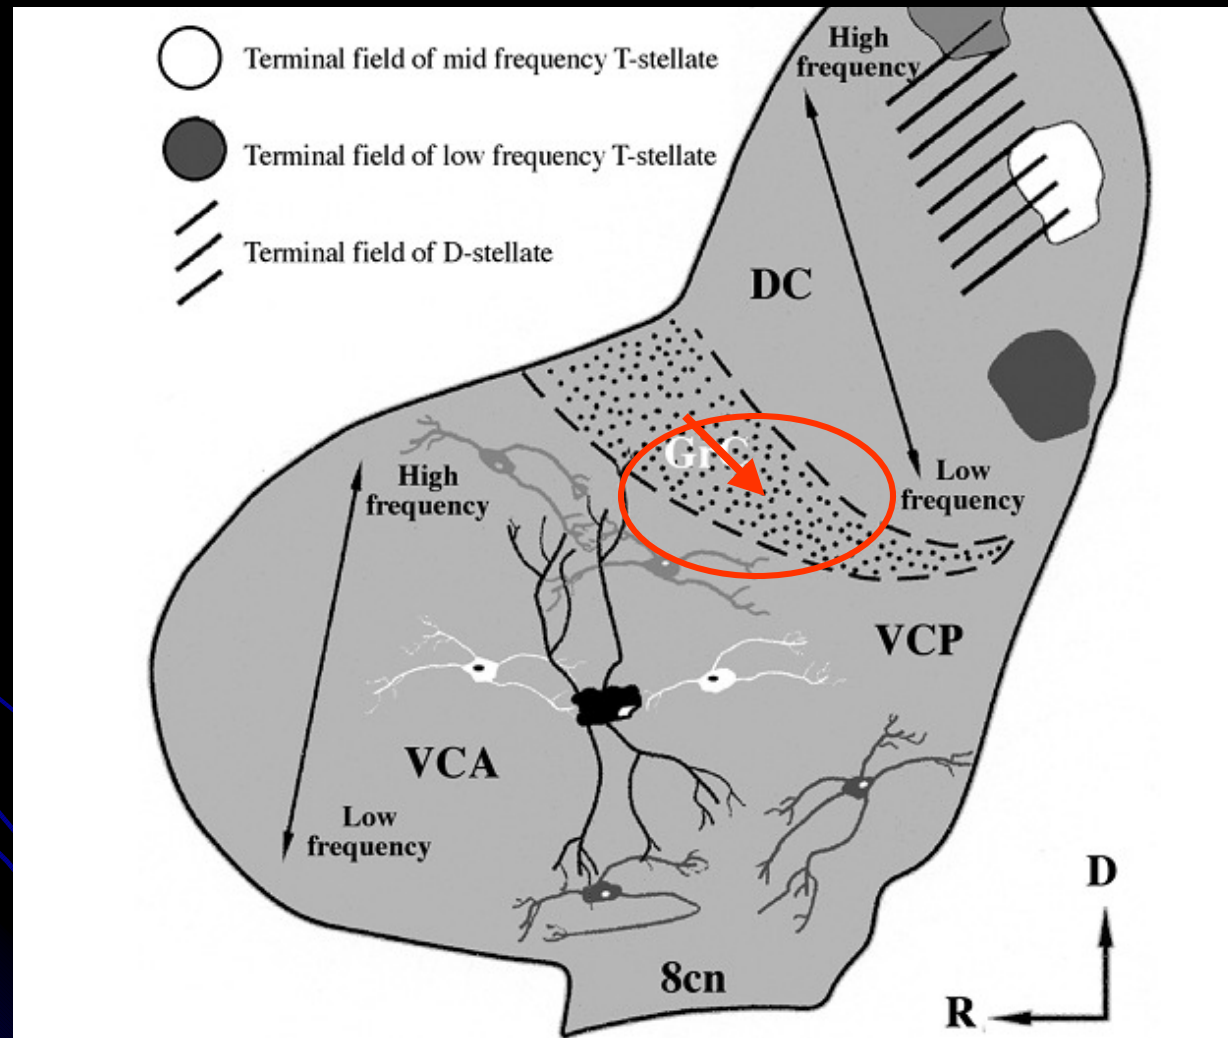 Terminal field of mid frequency T-stellate
Terminal field of low frequency T-stellate
Terminal field of D-stellate
High
frequency
DC
GrC
Low
frequency
High
frequency
VCP
VCA
Low
frequency
D
8cn
R